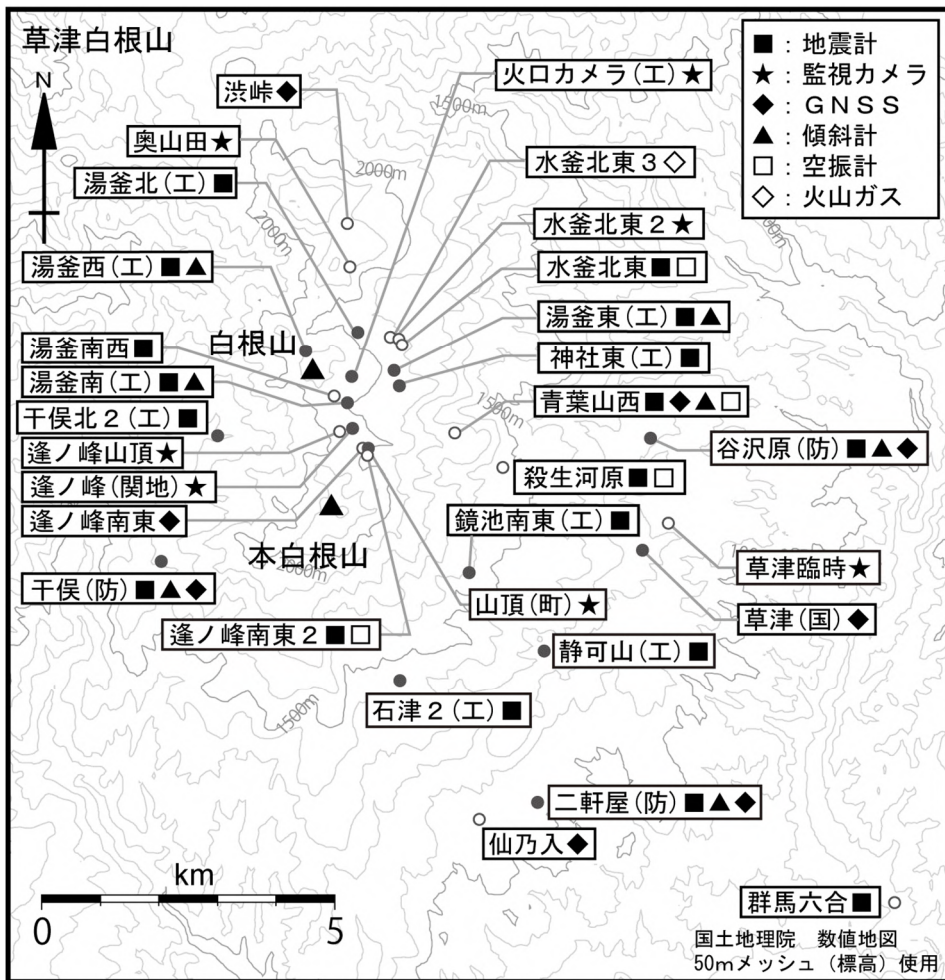 草津白根山
N
■：地震計
★：監視カメラ
◆：ＧＮＳＳ
▲：傾斜計
□：空振計
◇：火山ガス
渋峠◆
火口カメラ(工)★
1500m
奥山田★
2000m
水釜北東３◇
湯釜北(工)■
2000m
水釜北東２★
湯釜西(工)■▲
水釜北東■□
湯釜東(工)■▲
白根山
湯釜南西■
神社東(工)■
湯釜南(工)■▲
青葉山西■◆▲□
1500m
干俣北２(工)■
谷沢原(防)■▲◆
逢ノ峰山頂★
殺生河原■□
逢ノ峰(関地)★
逢ノ峰南東◆
鏡池南東(工)■
本白根山
2000m
草津臨時★
干俣(防)■▲◆
山頂(町)★
草津(国)◆
逢ノ峰南東２■□
静可山(工)■
石津２(工)■
1500m
二軒屋(防)■▲◆
仙乃入◆
km
0 5
群馬六合■
国土地理院　数値地図
50mメッシュ（標高）使用